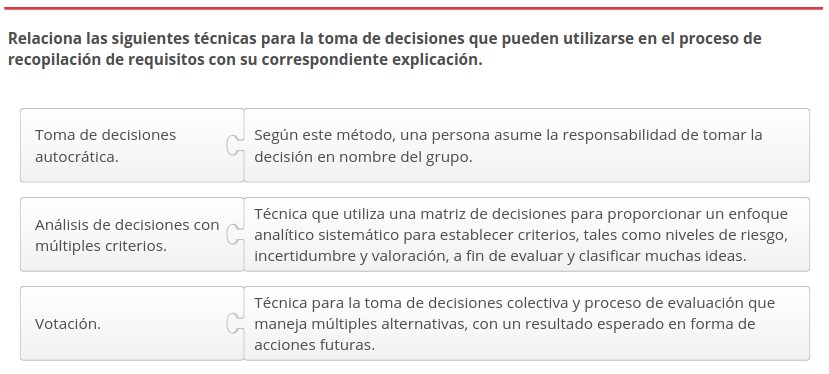 Relaciona las siguientes técnicas para la toma de decisiones que pueden utilizarse en el proceso de
recopilación de requisitos con su correspondiente explicación.
Toma de decisiones
autocrática.
Según este método, una persona asume la responsabilidad de tomar la
decisión en nombre del grupo.
Análisis de decisiones con
múltiples criterios.
Técnica que utiliza una matriz de decisiones para proporcionar un enfoque
analítico sistemático para establecer criterios, tales como niveles de riesgo,
incertidumbre y valoración, a fin de evaluar y clasificar muchas ideas.
Votación.
Técnica para la toma de decisiones colectiva y proceso de evaluación que
maneja múltiples alternativas, con un resultado esperado en forma de
acciones futuras.